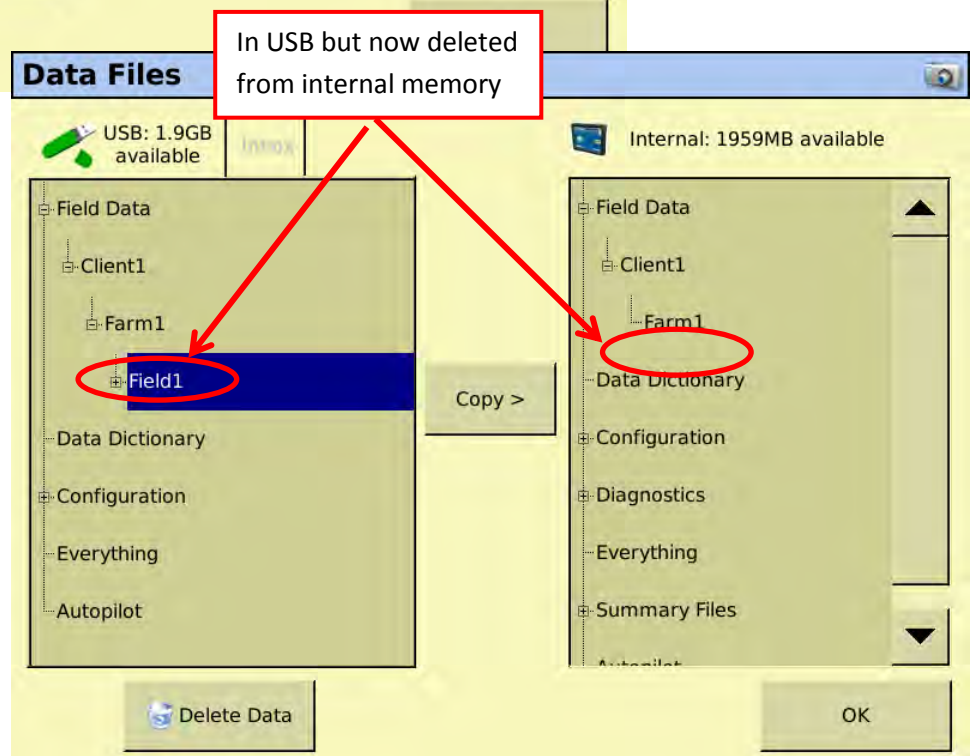 In USB but now deleted
from internal memory
Data Files
USB: 1.9GB
available
Inbox
Internal: 1959MB available
Field Data
Client1
Farm1
Field1
Data Dictionary
Configuration
Everything
Autopilot
Copy >
Field Data
Client1
Farm1
Data Dictionary
Configuration
Diagnostics
Everything
Summary Files
Autopilot
Delete Data
OK